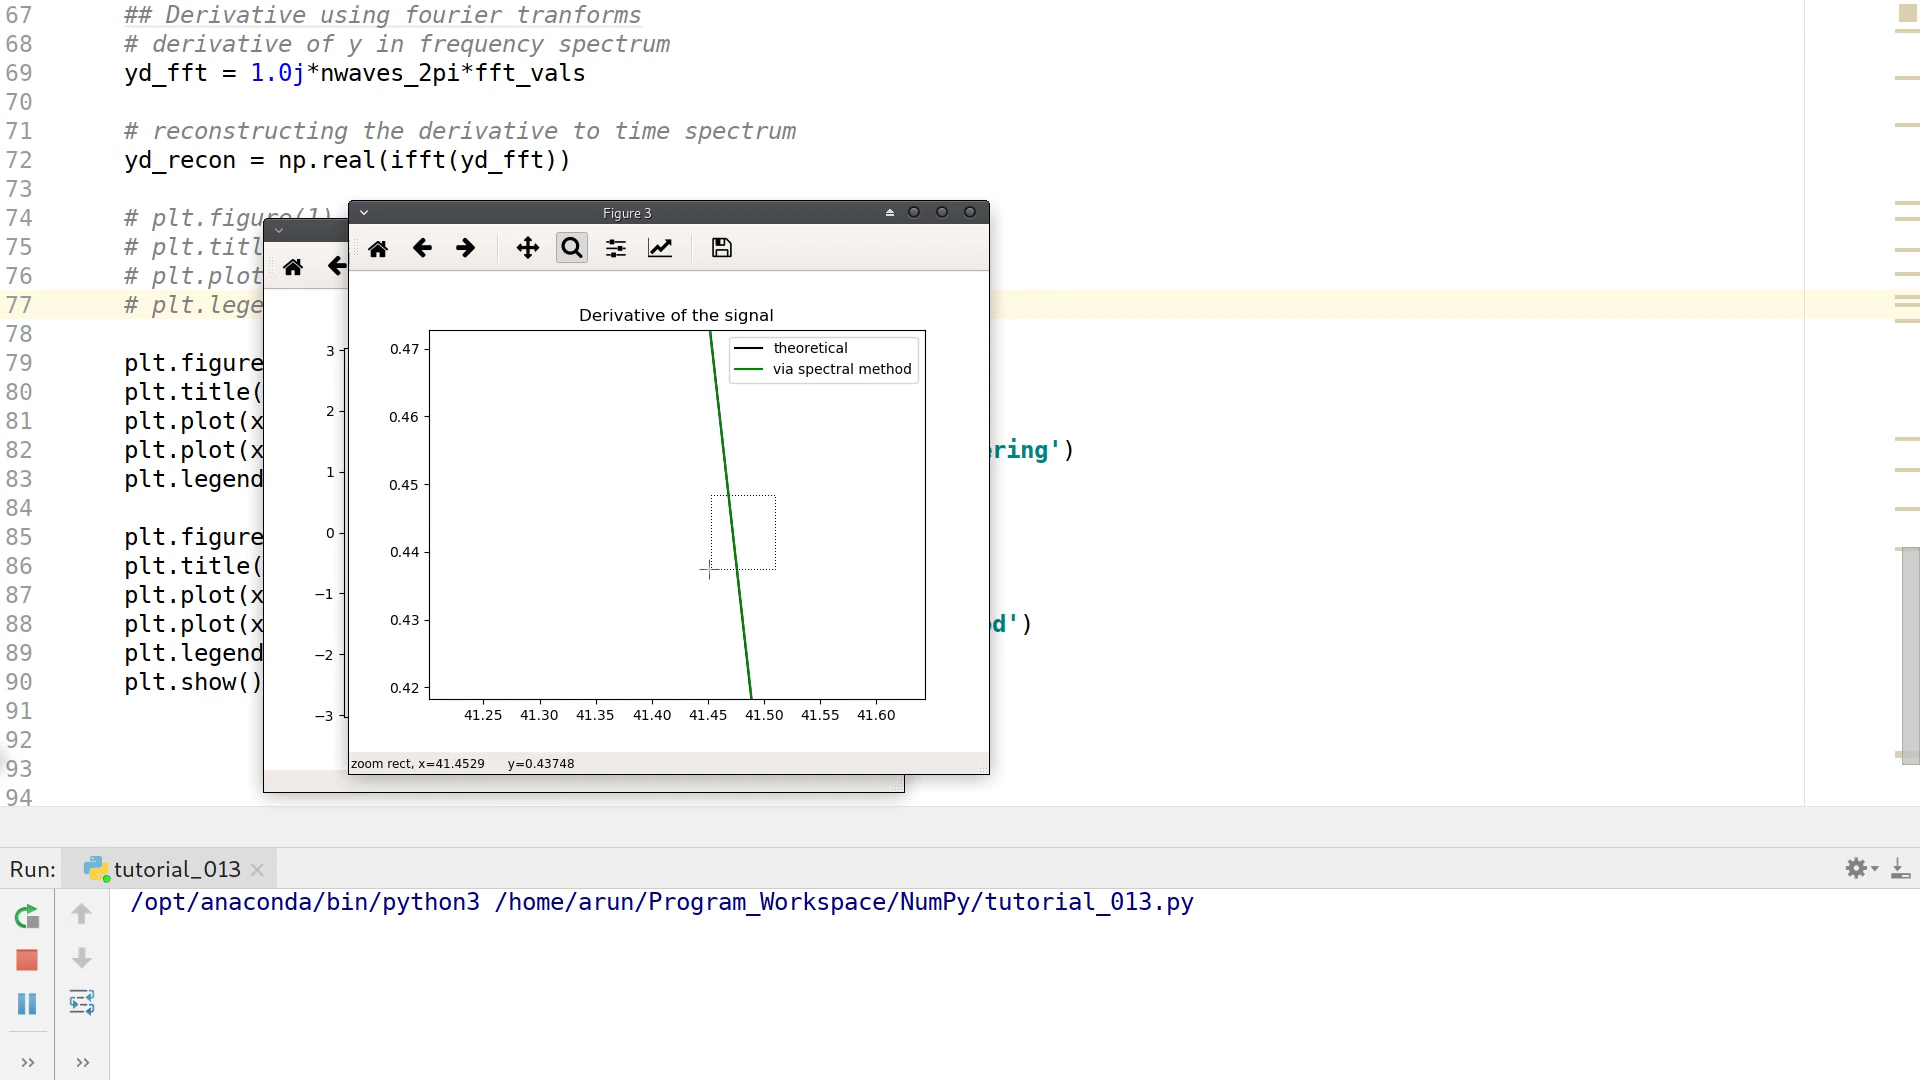 67 ## Derivative using fourier tranforms
68 # derivative of y in frequency spectrum
69 yd_fft = 1.0j*nwaves_2pi*fft_vals
70
71 # reconstructing the derivative to time spectrum
72 yd_recon = np.real(ifft(yd_fft))
73
74 # plt.figure(1)
75 # plt.titl
76 # plt.plot
77 # plt.lege
78
79 plt.figure
80 plt.title(
81 plt.plot(x
82 plt.plot(x ering')
83 plt.legend
84
85 plt.figure
86 plt.title(
87 plt.plot(x
88 plt.plot(x d')
89 plt.legend
90 plt.show()
91
92
93
94
3
2
1
0
−1
−2
−3
Figure 3
Derivative of the signal
theoretical
via spectral method
0.47
0.46
0.45
0.44
0.43
0.42
41.25 41.30 41.35 41.40 41.45 41.50 41.55 41.60
zoom rect, x=41.4529 y=0.43748
Run: tutorial_013
/opt/anaconda/bin/python3 /home/arun/Program_Workspace/NumPy/tutorial_013.py